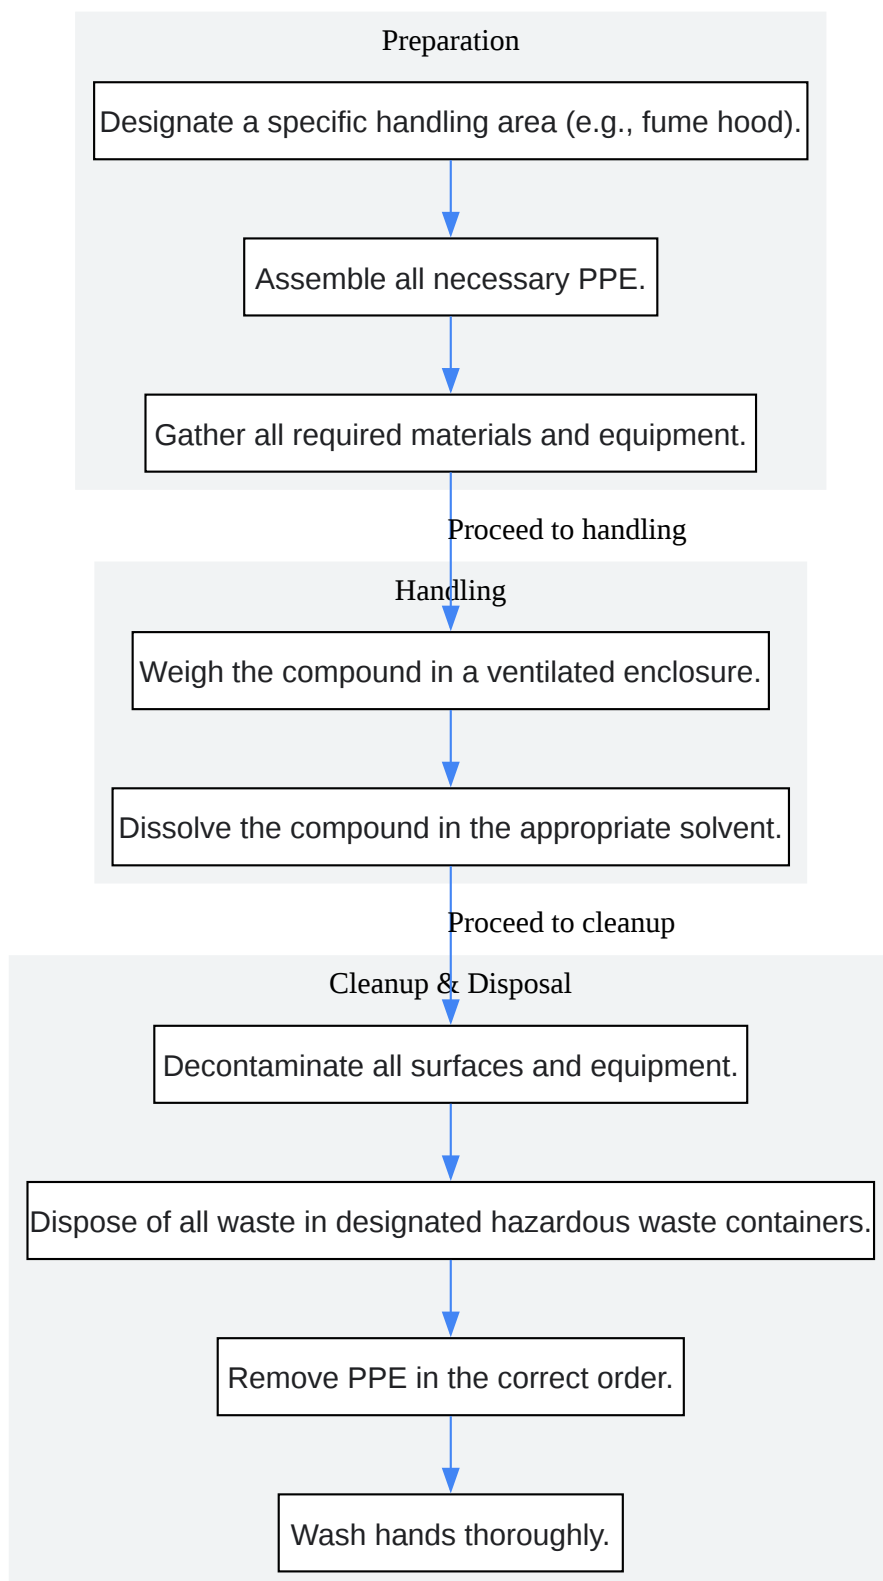 Preparation
Designate a specific handling area (e.g., fume hood).
Assemble all necessary PPE.
Gather all required materials and equipment.
Proceed to handling
Handling
Weigh the compound in a ventilated enclosure.
Dissolve the compound in the appropriate solvent.
Proceed to cleanup
Cleanup & Disposal
Decontaminate all surfaces and equipment.
Dispose of all waste in designated hazardous waste containers.
Remove PPE in the correct order.
Wash hands thoroughly.